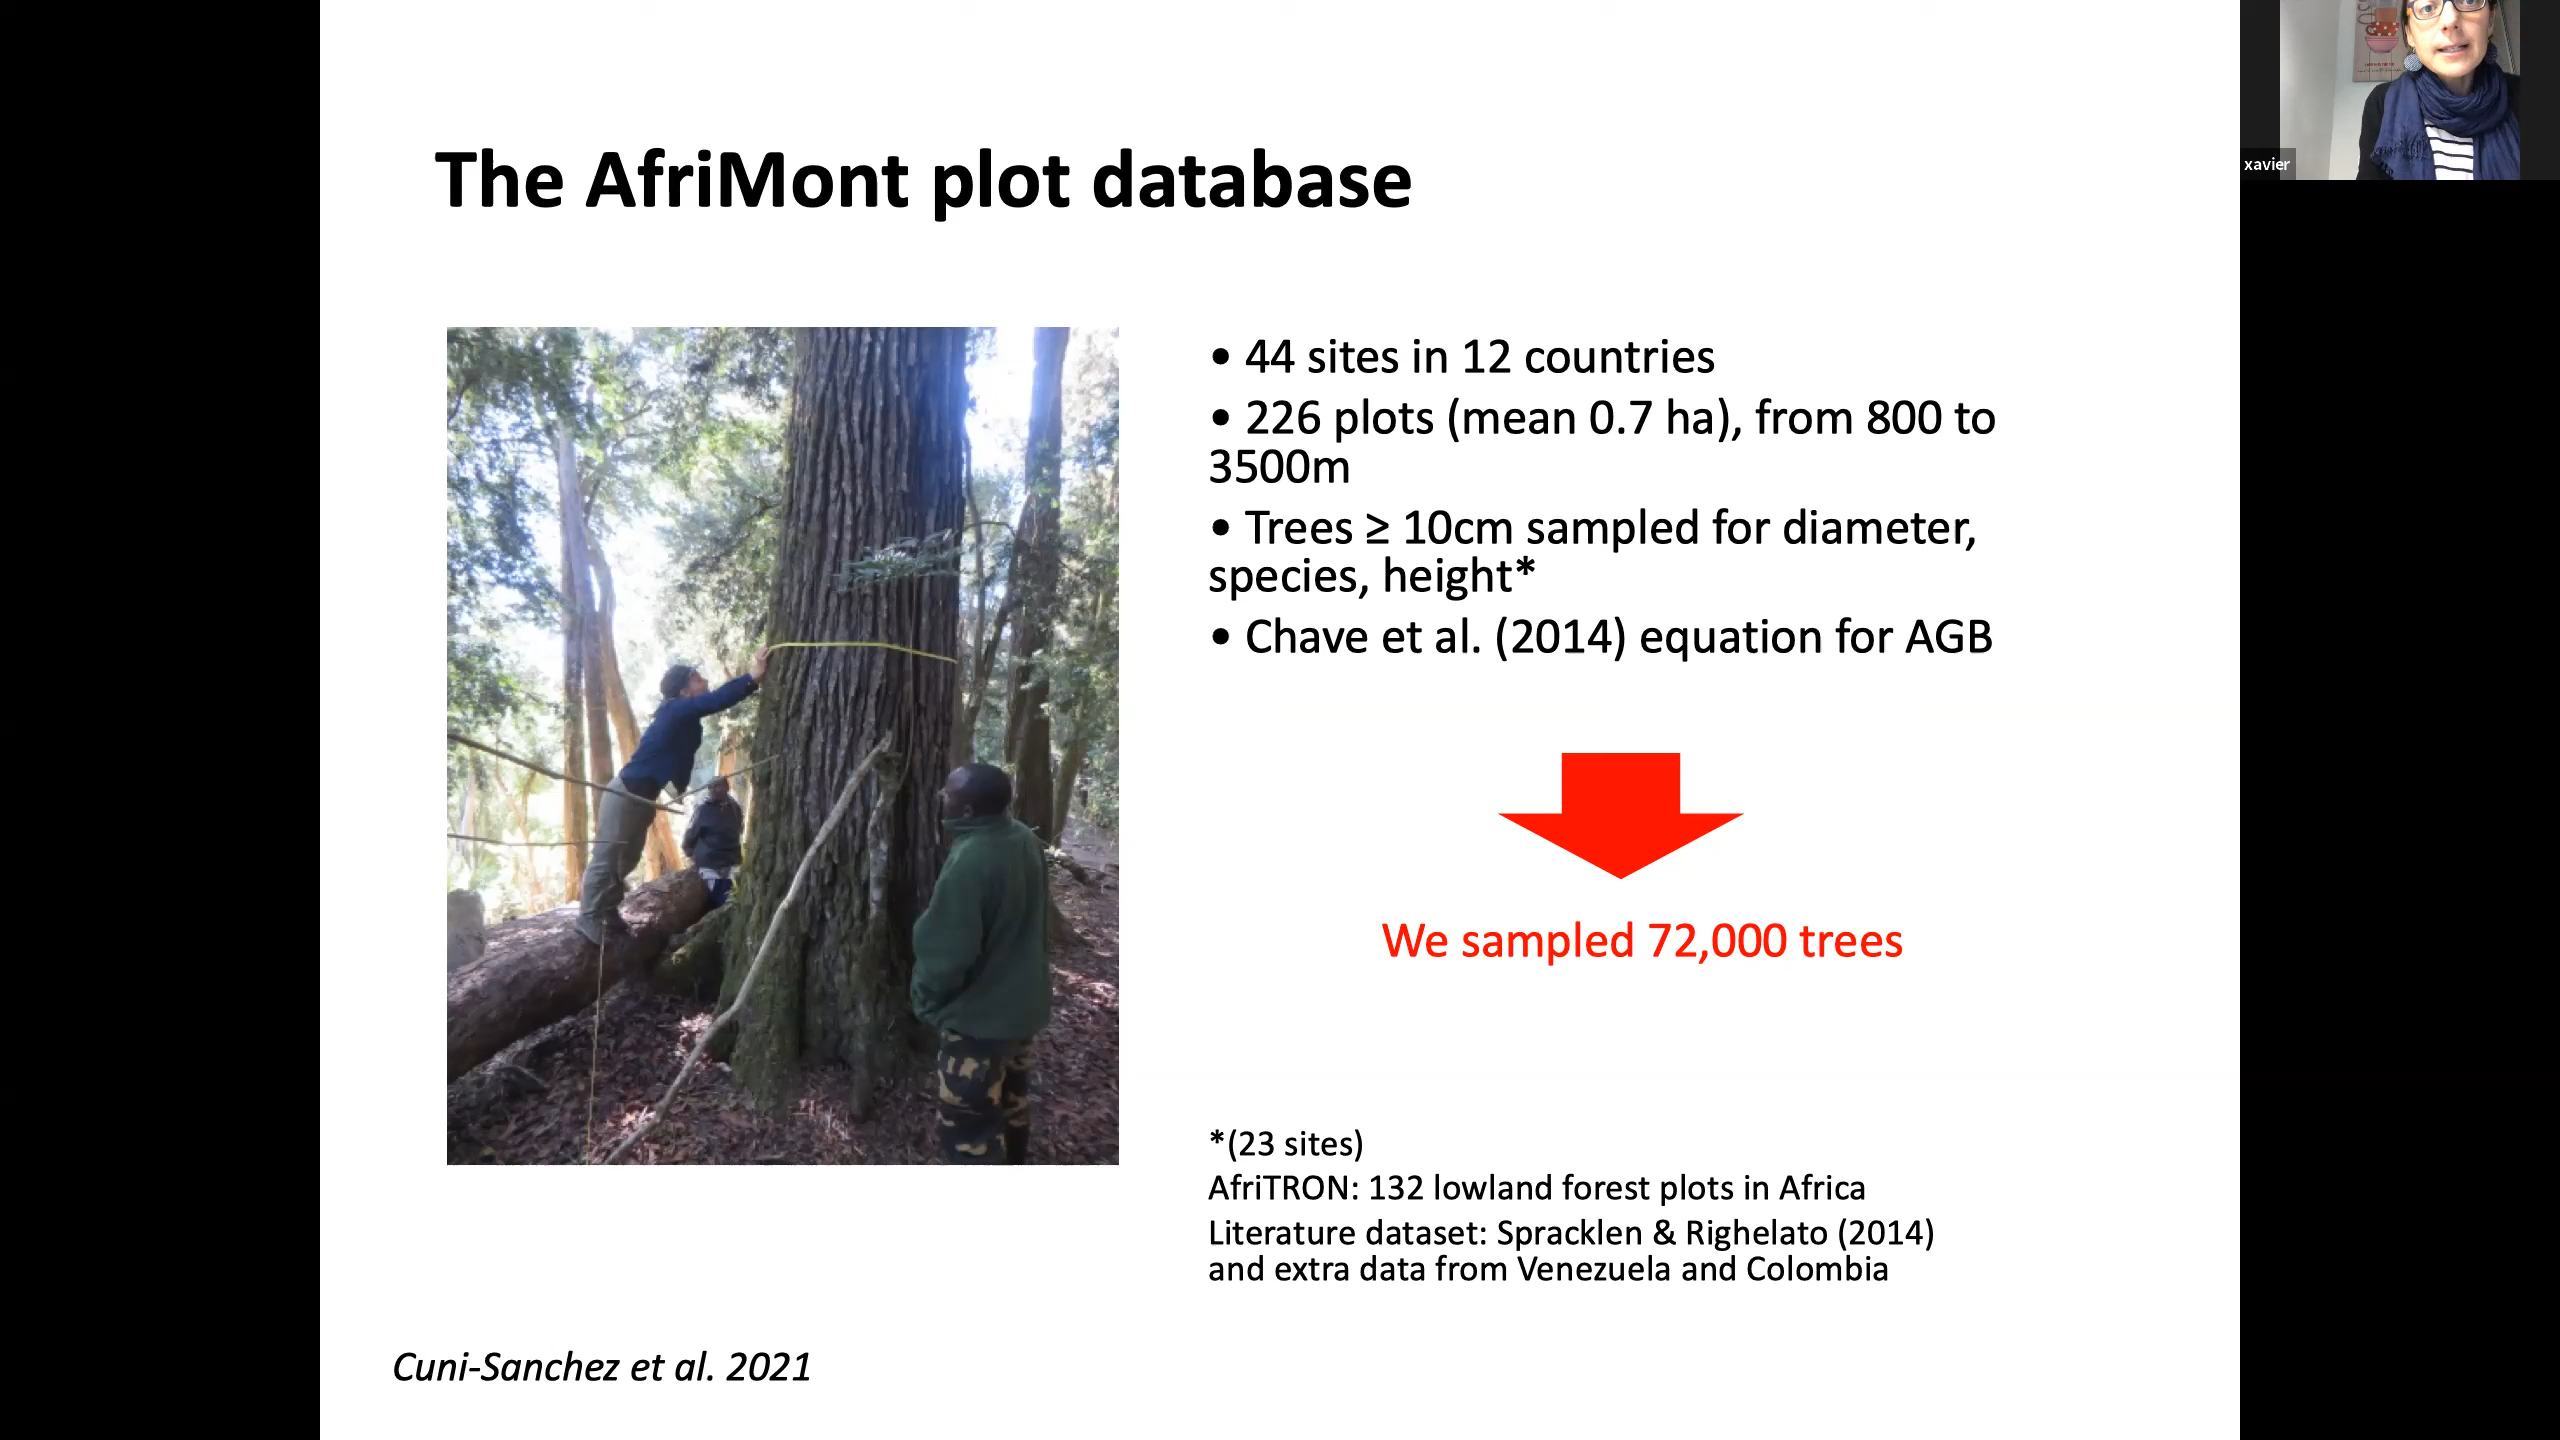 The AfriMont plot database
• 44 sites in 12 countries
• 226 plots (mean 0.7 ha), from 800 to
3500m
• Trees ≥ 10cm sampled for diameter,
species, height*
• Chave et al. (2014) equation for AGB
We sampled 72,000 trees
*(23 sites)
AfriTRON: 132 lowland forest plots in Africa
Literature dataset: Spracklen & Righelato (2014)
and extra data from Venezuela and Colombia
Cuni-Sanchez et al. 2021
xavier